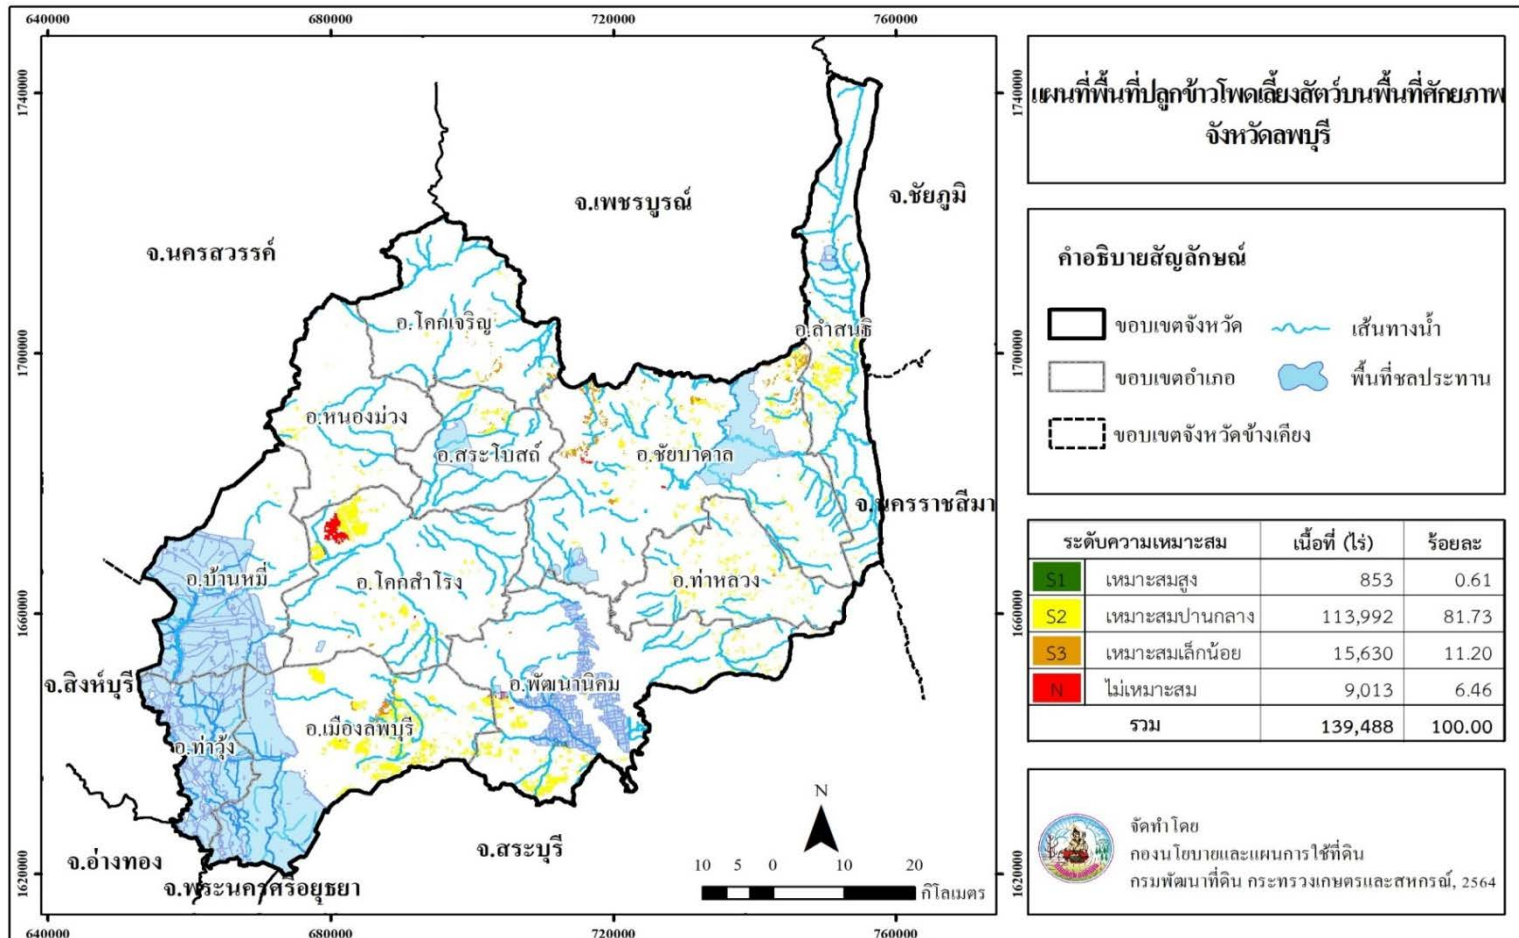 640000 680000 720000 760000
แผนที่พื้นที่ปลูกข้าวโพดเลี้ยงสัตว์บนพื้นที่ศักยภาพ
จังหวัดลพบุรี
1740000
1740000
จ.เพชรบูรณ์
จ.ชัยภูมิ
จ.นครสวรรค์
อ.โคกเจริญ
อ.ลำสนธิ
1700000
1700000
อ.หนองม่วง
อ.สระโบสถ์
อ.ชัยบาดาล
จ.นครราชสีมา
อ.บ้านหมี่
อ.โคกสำโรง
อ.ท่าหลวง
1660000
1660000
จ.สิงห์บุรี
อ.พัฒนานิคม
อ.เมืองลพบุรี
อ.ท่าวุ้ง
จ.อ่างทอง
จ.สระบุรี
จ.พระนครศรีอยุธยา
1620000
1620000
N
10 5 0 10 20
กิโลเมตร
640000 680000 720000 760000
คำอธิบายสัญลักษณ์
ขอบเขตจังหวัด เส้นทางน้ำ
ขอบเขตอำเภอ พื้นที่ชลประทาน
ขอบเขตจังหวัดข้างเคียง
ระดับความเหมาะสม เนื้อที่ (ไร่) ร้อยละ
S1 เหมาะสมสูง 853 0.61
S2 เหมาะสมปานกลาง 113,992 81.73
S3 เหมาะสมเล็กน้อย 15,630 11.20
N ไม่เหมาะสม 9,013 6.46
รวม 139,488 100.00
จัดทำโดย
กองนโยบายและแผนการใช้ที่ดิน
กรมพัฒนาที่ดิน กระทรวงเกษตรและสหกรณ์, 2564